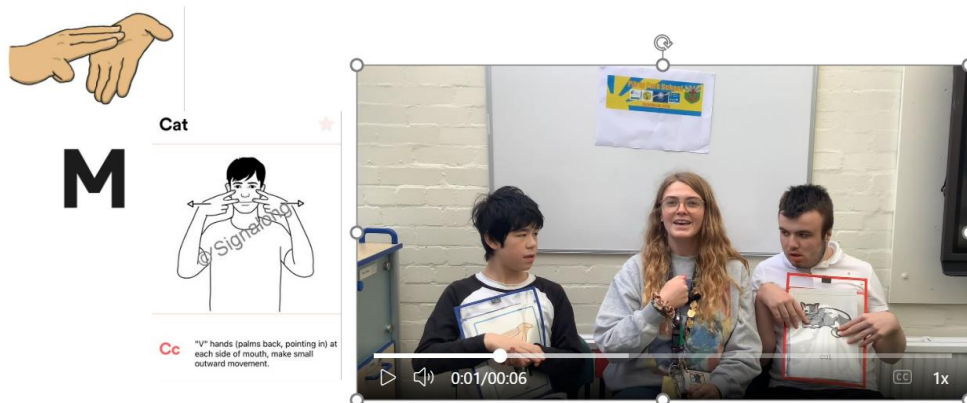 Cat
M
© Signalong
Cc
"V" hands (palms back, pointing in) at
each side of mouth, make small
outward movement.
0:01/00:06
CC
1x